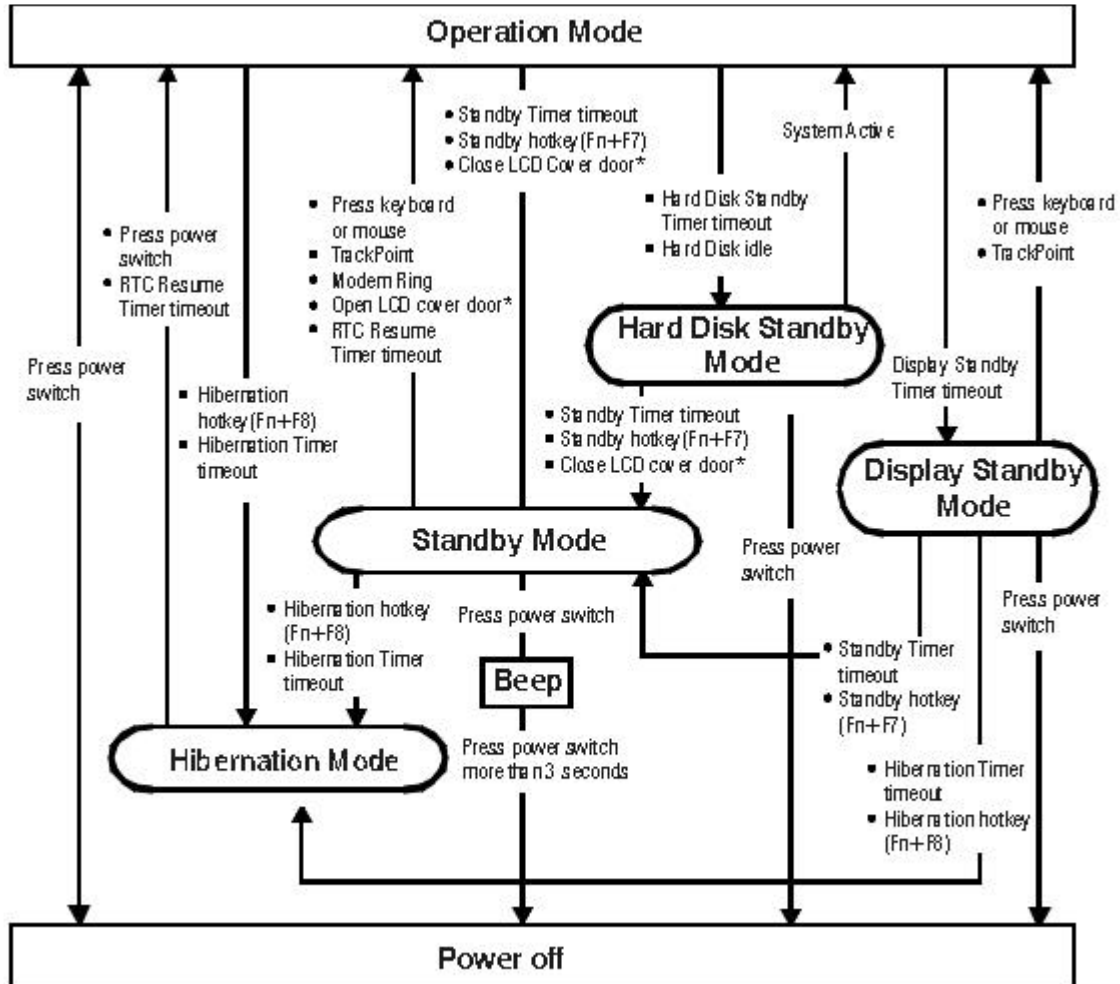 Operation Mode
• Standby Timer timeout
• Standby hotkey(Fn+F7)
• Close LCD Cover door*
System Active
• Press keyboard
or mouse
■ TrackPoint
• Modem Ring
• Open LCD cover door*
• RTC Resume
Timer timeout
■ Hard Disk Standby
Timer timeout
■ Hard Disk idle
• Press keyboard
or mouse
• TrackPoint
• Press power
switch
• RTC Resume
Timer timeout
Press power
switch
Hard Disk Standby
Mode
Display Standby
Timer timeout
■ Hibernation
hotkey(Fn+F8)
■ Hibernation Timer
timeout
• Standby Timer timeout
■ Standby hotkey(Fn+F7)
■ Close LCD cover door*
Display Standby
Mode
Standby Mode
Press power
switch
Press power
switch
• Hibernation hotkey
(Fn+F8)
■ Hibernation Timer
timeout
Press power switch
Beep
• Standby Timer
timeout
• Standby hotkey
(Fn+F7)
Hibernation Mode
Press power switch
more than 3 seconds
• Hibernation Timer
timeout
• Hibernation hotkey
(Fn+F8)
Power off